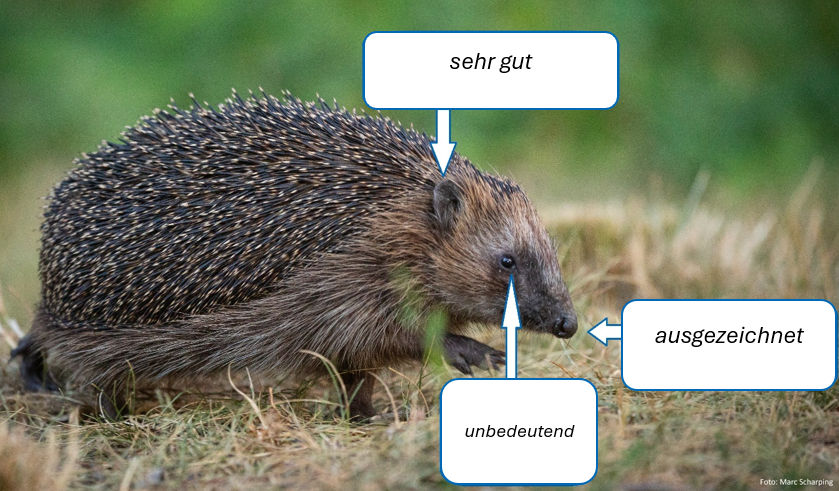 sehr gut
ausgezeichnet
unbedeutend
Foto: Marc Scharping